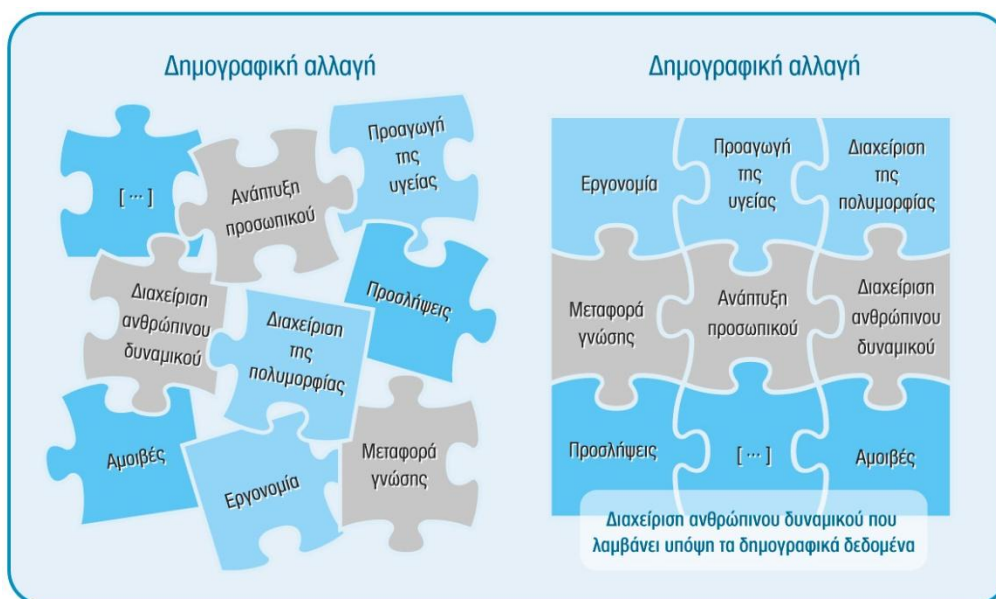 Δημογραφική αλλαγή
[ ... ]
Ανάπτυξη
προσωπικού
Προαγωγή
της
υγείας
Διαχείριση
ανθρώπινου
δυναμικού
Διαχείριση
της
πολυμορφίας
Προσλήψεις
Αμοιβές
Εργονομία
Μεταφορά
γνώσης
Δημογραφική αλλαγή
Εργονομία
Προαγωγή
της
υγείας
Διαχείριση
της
πολυμορφίας
Μεταφορά
γνώσης
Ανάπτυξη
προσωπικού
Διαχείριση
ανθρώπινου
δυναμικού
Προσλήψεις
[ ... ]
Αμοιβές
Διαχείριση ανθρώπινου δυναμικού που
λαμβάνει υπόψη τα δημογραφικά δεδομένα